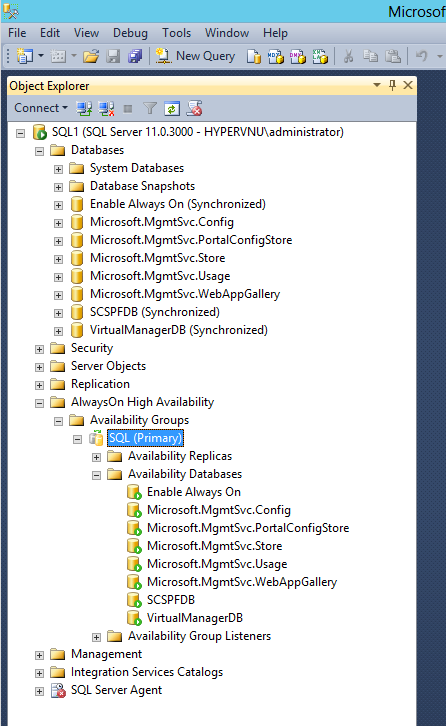 Microsof
File Edit View Debug Tools Window Help
New Query
Object Explorer
Connect
SQL1 (SQL Server 11.0.3000 - HYPERVNU\administrator)
Databases
System Databases
Database Snapshots
Enable Always On (Synchronized)
Microsoft.MgmtSvc.Config
Microsoft.MgmtSvc.PortalConfigStore
Microsoft.MgmtSvc.Store
Microsoft.MgmtSvc.Usage
Microsoft.MgmtSvc.WebAppGallery
SCSPFDB (Synchronized)
VirtualManagerDB (Synchronized)
Security
Server Objects
Replication
AlwaysOn High Availability
Availability Groups
SQL (Primary)
Availability Replicas
Availability Databases
Enable Always On
Microsoft.MgmtSvc.Config
Microsoft.MgmtSvc.PortalConfigStore
Microsoft.MgmtSvc.Store
Microsoft.MgmtSvc.Usage
Microsoft.MgmtSvc.WebAppGallery
SCSPFDB
VirtualManagerDB
Availability Group Listeners
Management
Integration Services Catalogs
SQL Server Agent